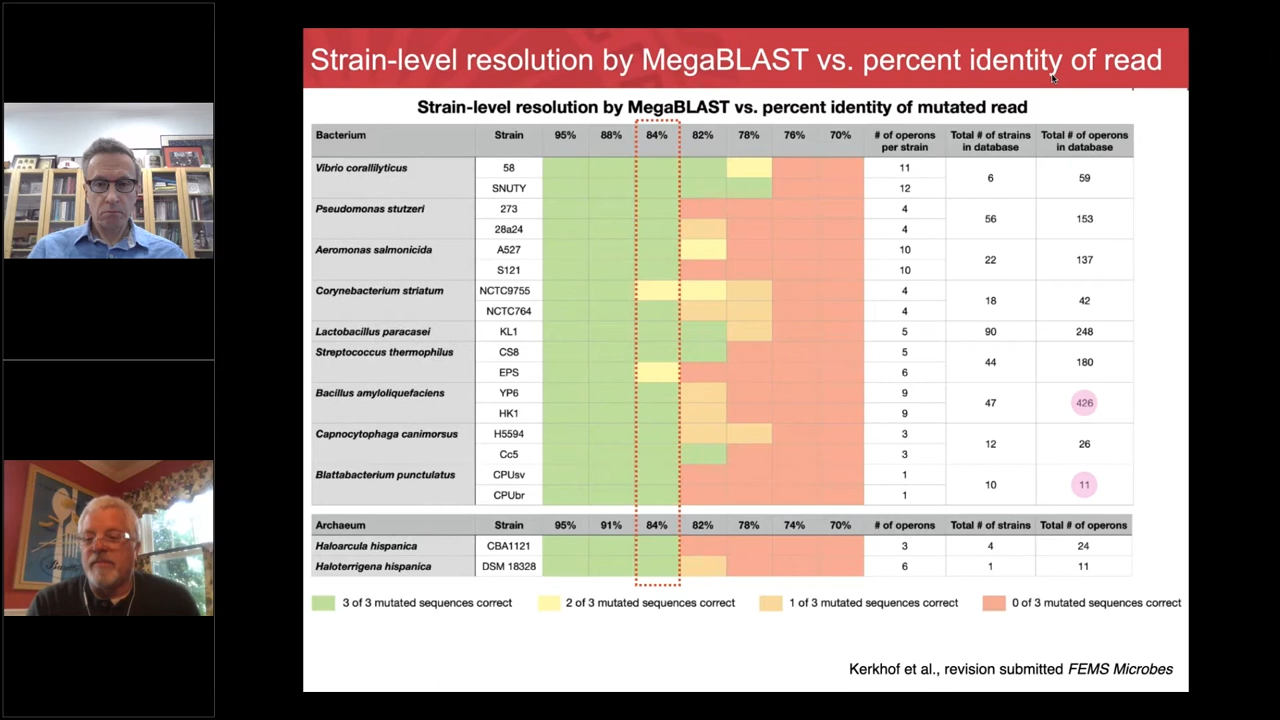 Strain-level resolution by MegaBLAST vs. percent identity of read
Strain-level resolution by MegaBLAST vs. percent identity of mutated read
Bacterium Strain 95% 88% 84% 82% 78% 76% 70% # of operons per strain Total # of strains in database Total # of operons in database
Vibrio corallilyticus 58 11 6 59
SNUTY 12
Pseudomonas stutzeri 273 4 56 153
28a24 4
Aeromonas salmonicida A527 10 22 137
S121 10
Corynebacterium striatum NCTC9755 4 18 42
NCTC764 4
Lactobacillus paracasei KL1 5 90 248
Streptococcus thermophilus CS8 5 44 180
EPS 6
Bacillus amyloliquefaciens YP6 9 47 426
HK1 9
Capnocytophaga canimorsus H5594 3 12 26
Cc5 3
Blattabacterium punctulatus CPUsv 1 10 11
CPUbr 1
Archaeum Strain 95% 91% 84% 82% 78% 74% 70% # of operons Total # of strains Total # of operons
Haloarcula hispanica CBA1121 3 4 24
Haloterrigena hispanica DSM 18328 6 1 11
3 of 3 mutated sequences correct 2 of 3 mutated sequences correct 1 of 3 mutated sequences correct 0 of 3 mutated sequences correct
Kerkhof et al., revision submitted FEMS Microbes